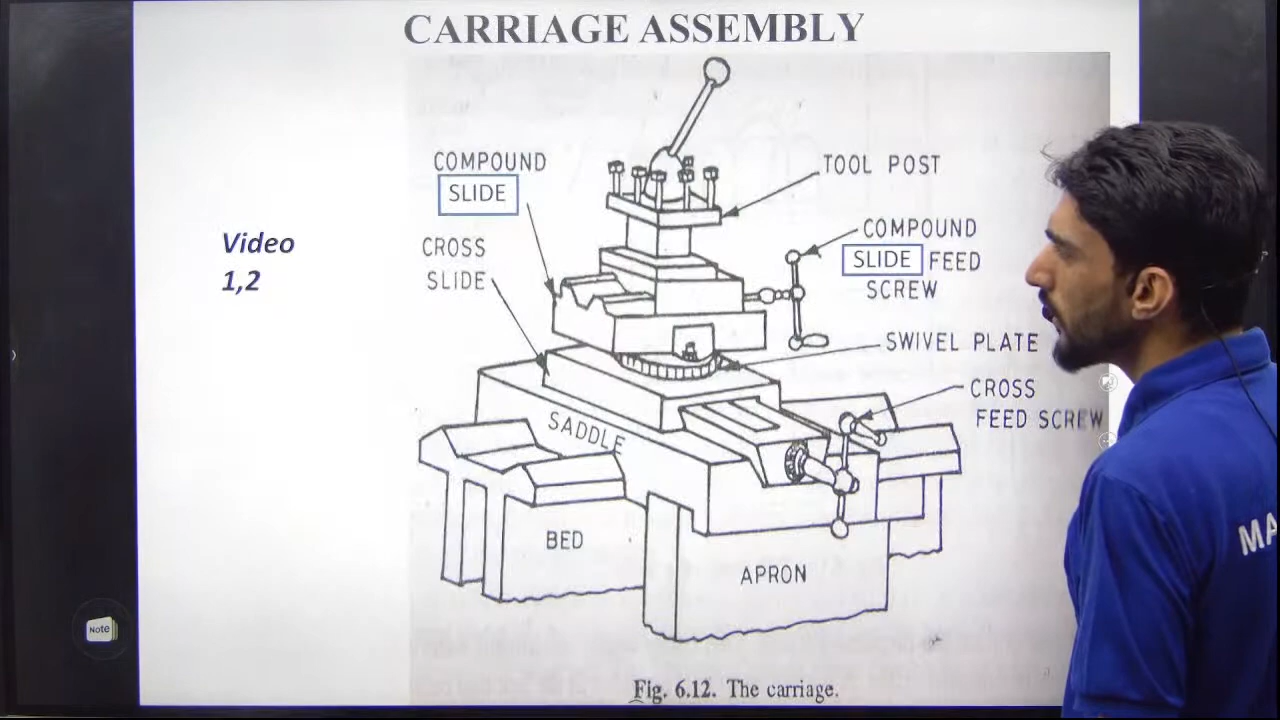 CARRIAGE ASSEMBLY
COMPOUND
SLIDE
TOOL POST
COMPOUND
SLIDE FEED
SCREW
CROSS
SLIDE
Video
1,2
SWIVEL PLATE
CROSS
FEED SCREW
SADDLE
BED
APRON
MA
Note
Fig. 6.12. The carriage.